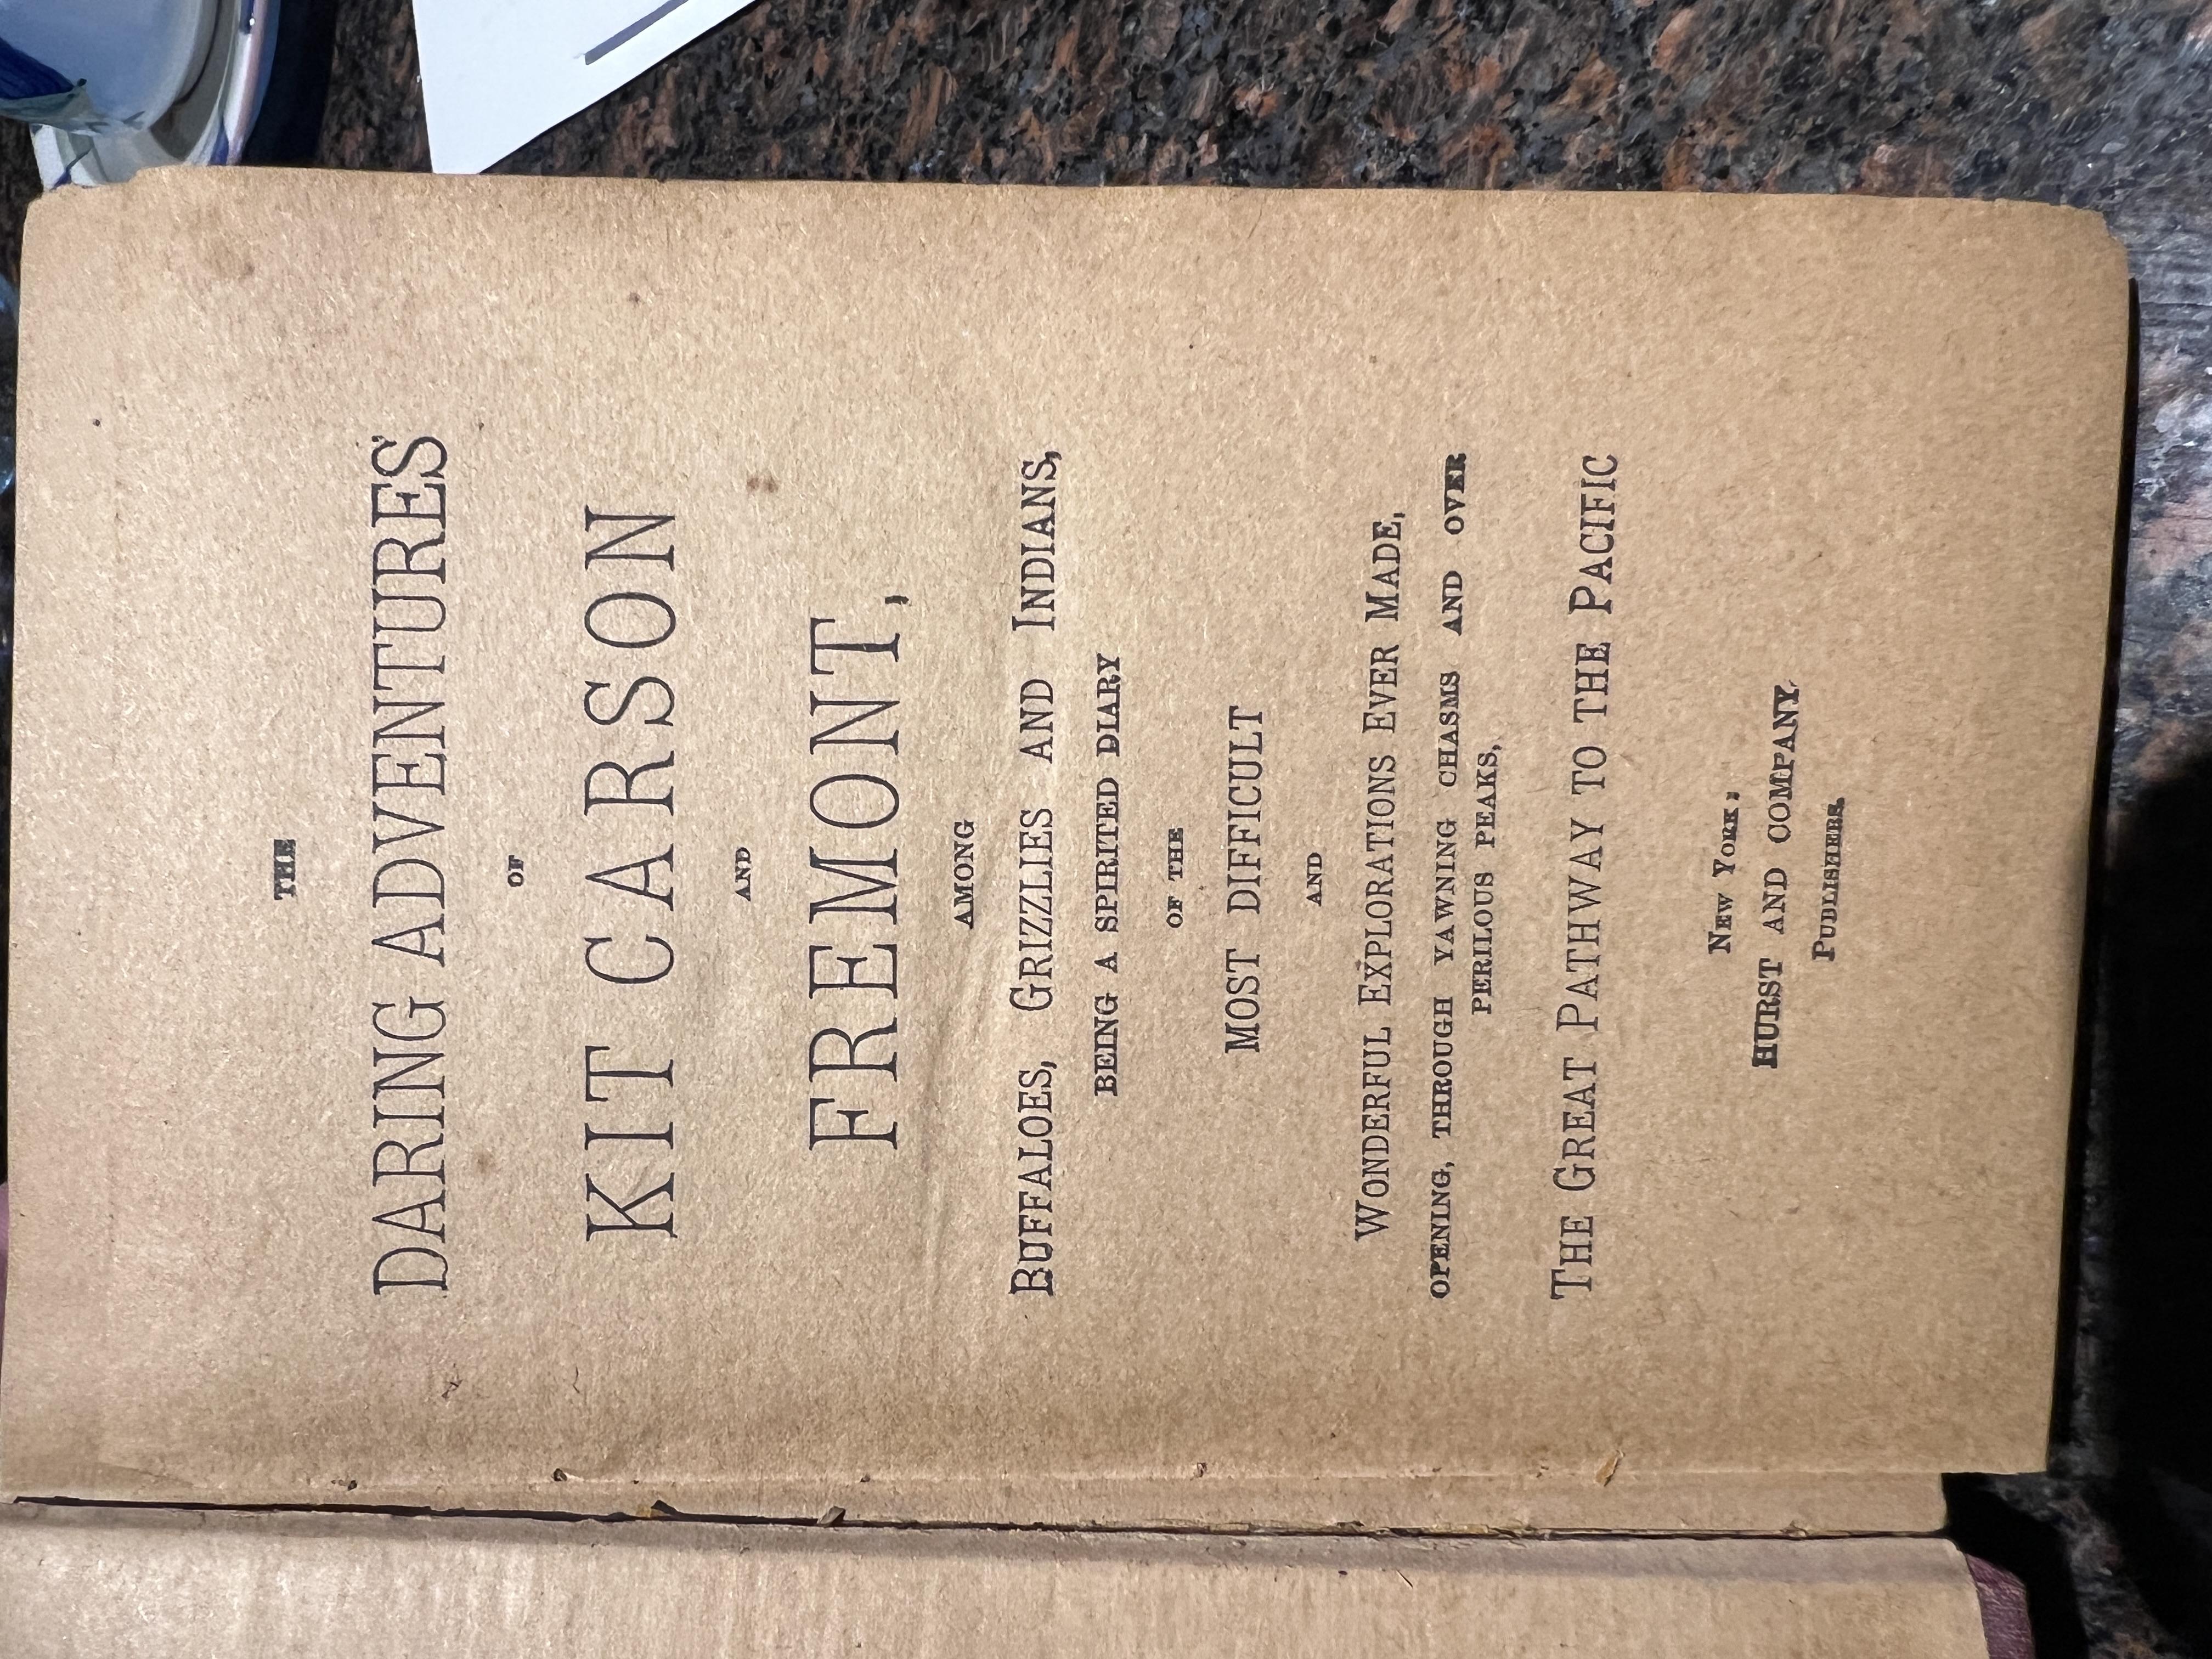 THE
DARING ADVENTURES
OF
KIT CARSON
AND
FREMONT,
AMONG
BUFFALOES, GRIZZLIES AND INDIANS,
BEING A SPIRITED DIARY
OF THE
MOST DIFFICULT
AND
WONDERFUL EXPLORATIONS EVER MADE,
OPENING, THROUGH YAWNING CHASMS AND OVER
PERILOUS PEAKS,
THE GREAT PATHWAY TO THE PACIFIC
NEW YORK:
HURST AND COMPANY,
PUBLISHERS.